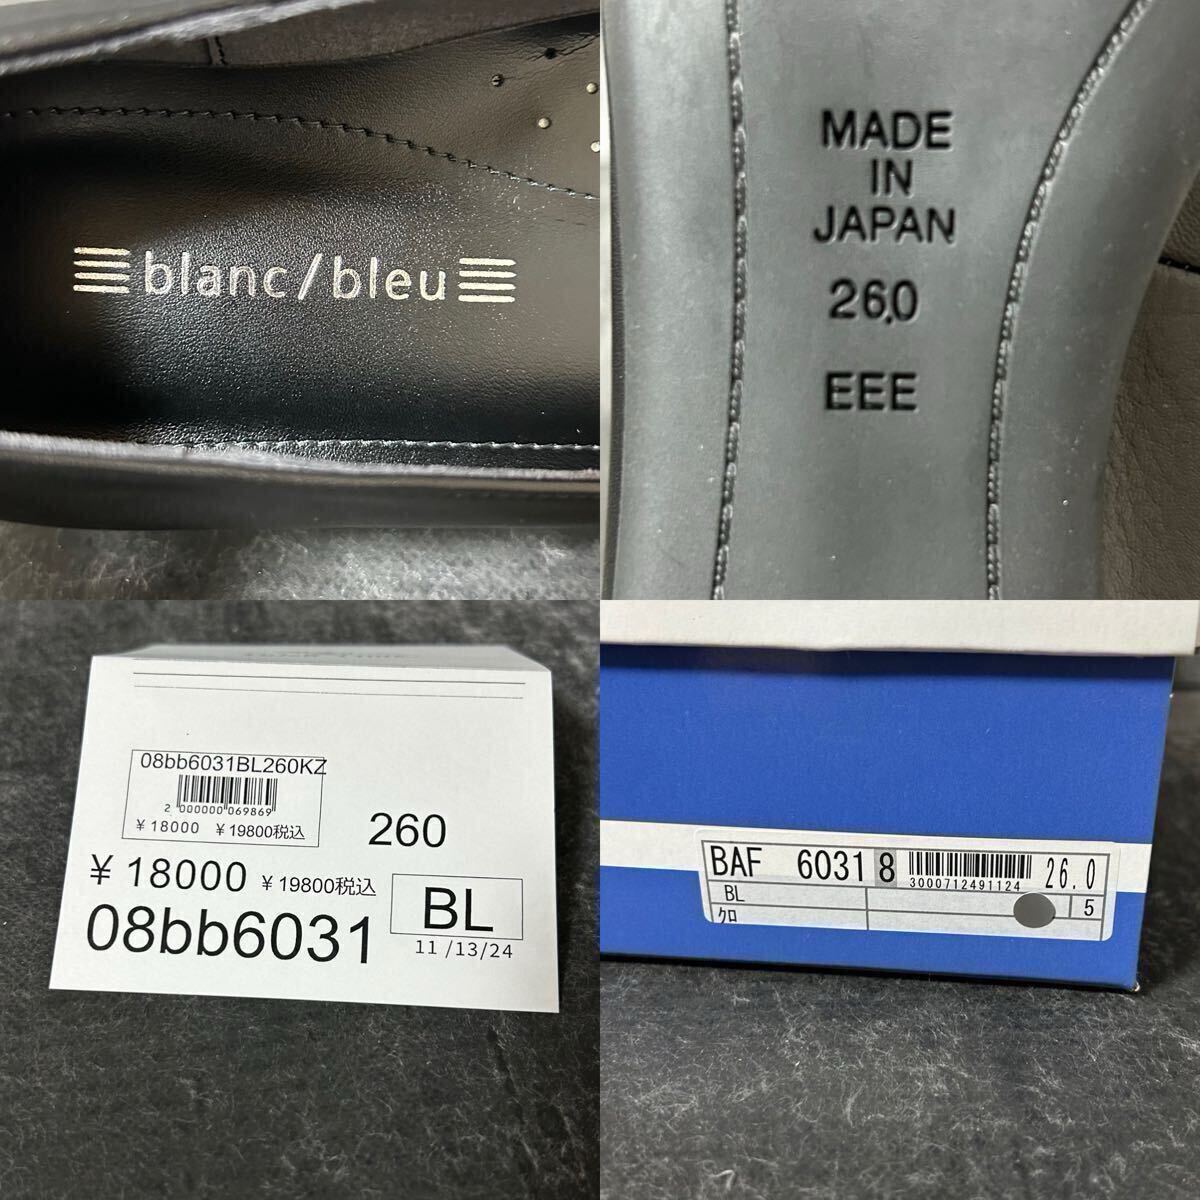 blanc/bleu
MADE
IN
JAPAN
26.0
EEE
08bb6031BL260KZ
2 000000 069869
¥18000 ¥19800税込
260
¥18000 ¥19800税込
BL
08bb6031
11 /13/24
BAF 6031 8
3000712491124
26.0
BL
5
クロ